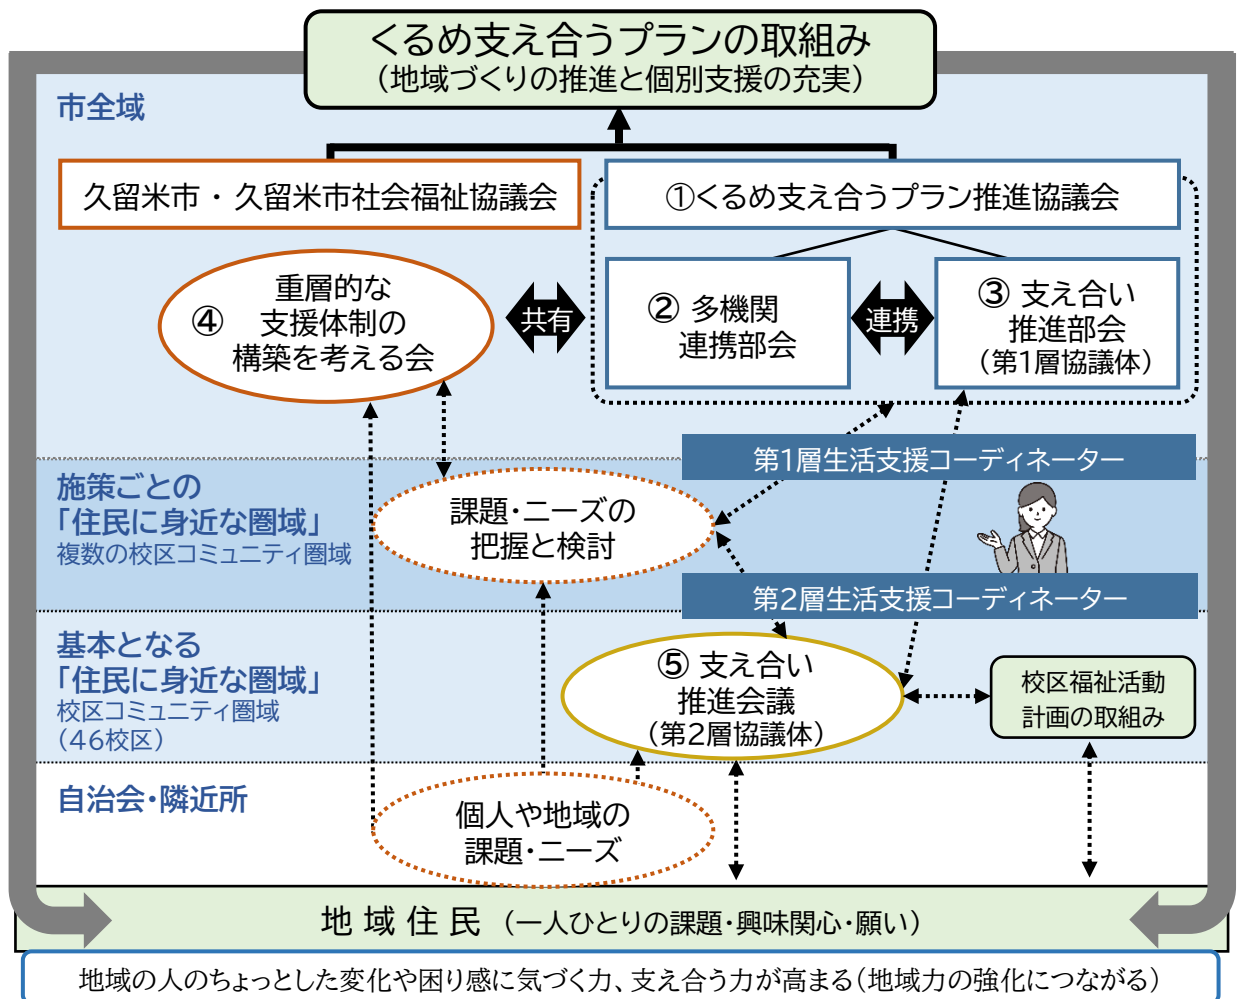 くるめ支え合うプランの取組み
（地域づくりの推進と個別支援の充実）
市全域
久留米市・久留米市社会福祉協議会
①くるめ支え合うプラン推進協議会
④
重層的な
支援体制の
構築を考える会
共有
② 多機関
連携部会
連携
③ 支え合い
推進部会
（第1層協議体）
第1層生活支援コーディネーター
施策ごとの
「住民に身近な圏域」
複数の校区コミュニティ圏域
課題・ニーズの
把握と検討
第2層生活支援コーディネーター
基本となる
「住民に身近な圏域」
校区コミュニティ圏域
（46校区）
⑤ 支え合い
推進会議
（第2層協議体）
校区福祉活動
計画の取組み
自治会・隣近所
個人や地域の
課題・ニーズ
地域住民（一人ひとりの課題・興味関心・願い）
地域の人のちょっとした変化や困り感に気づく力、支え合う力が高まる（地域力の強化につながる）